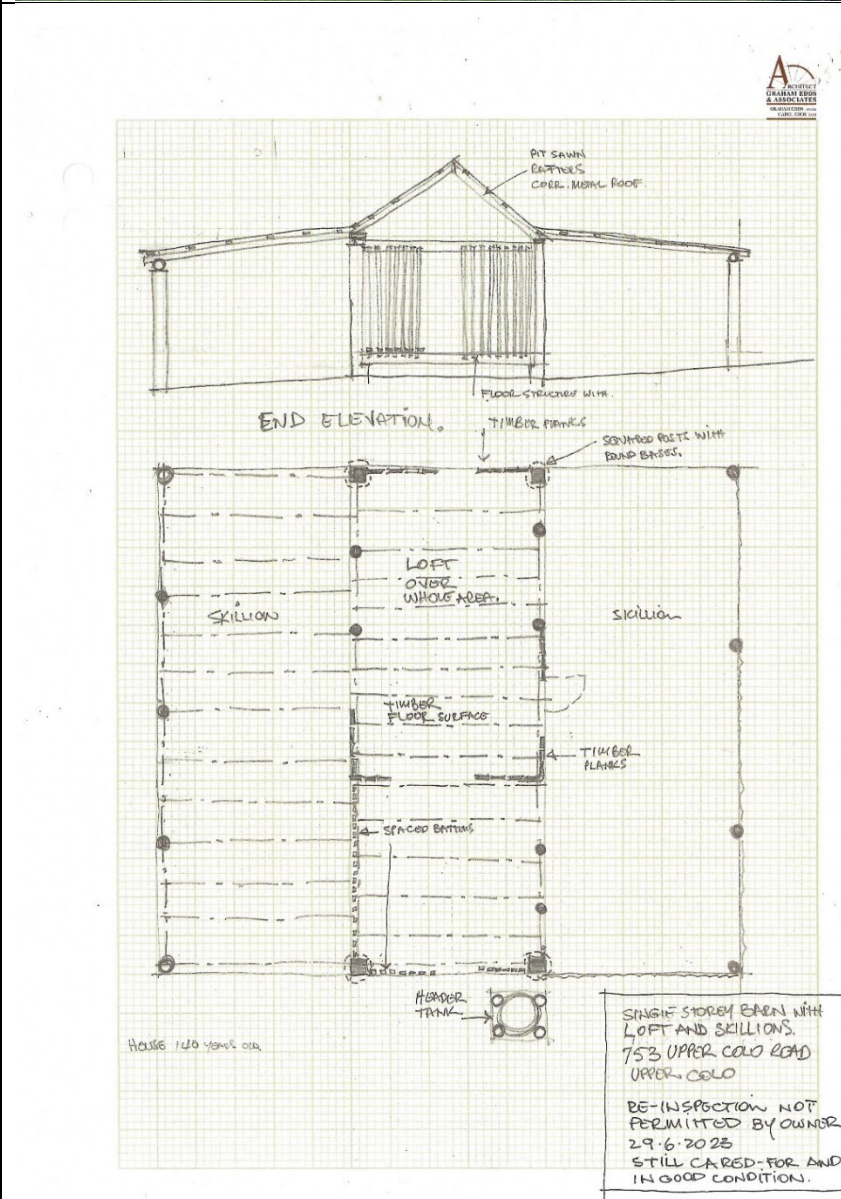 ARCHITECT
GRAHAM EDDS
& ASSOCIATES
PIT SAWN
RAFTERS
CORR. METAL ROOF.
FLOOR STRUCTURE WITH.
END ELEVATION.
TIMBER PLANKS
SQUARED POSTS WITH
ROUND BASES.
LOFT
OVER
WHOLE AREA.
SKILLION
SKILLION
TIMBER
FLOOR SURFACE
TIMBER
PLANKS
SPACED BATTENS
HEADER
TANK
HOUSE 140 YEARS OLD.
SINGLE STOREY BARN WITH
LOFT AND SKILLIONS.
753 UPPER COLO ROAD
UPPER COLO
RE-INSPECTION NOT
PERMITTED BY OWNER
29.6.2023
STILL CARED-FOR AND
IN GOOD CONDITION.